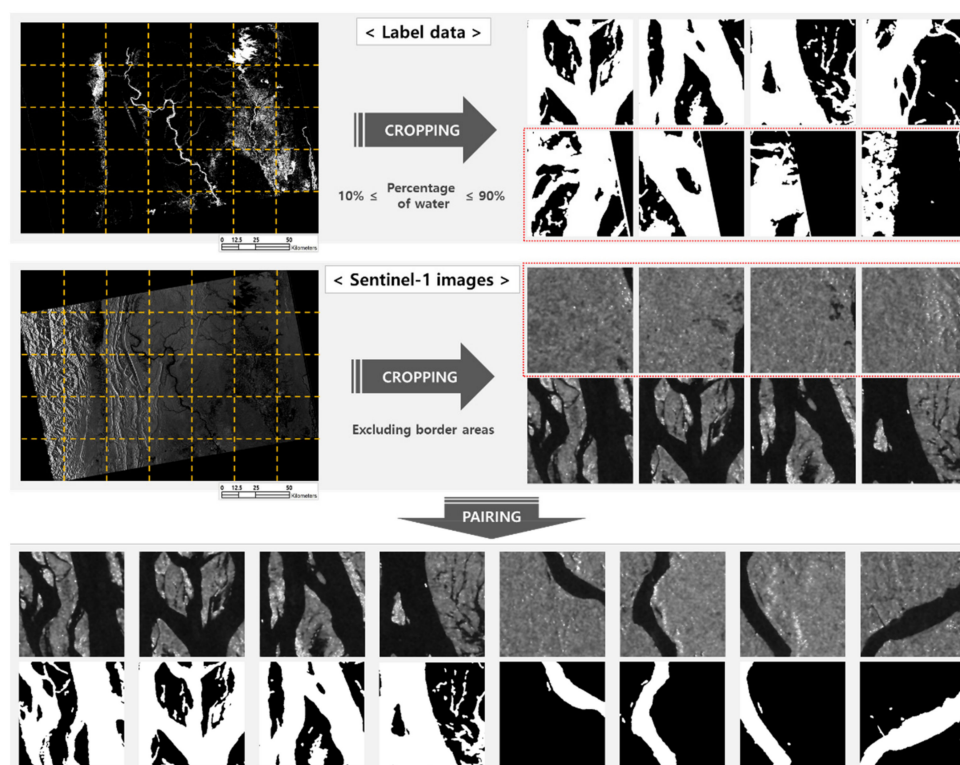 < Label data >
CROPPING
10% ≤ Percentage of water ≤ 90%
0 12.5 25 50
Kilometers
< Sentinel-1 images >
CROPPING
Excluding border areas
0 12.5 25 50
Kilometers
PAIRING